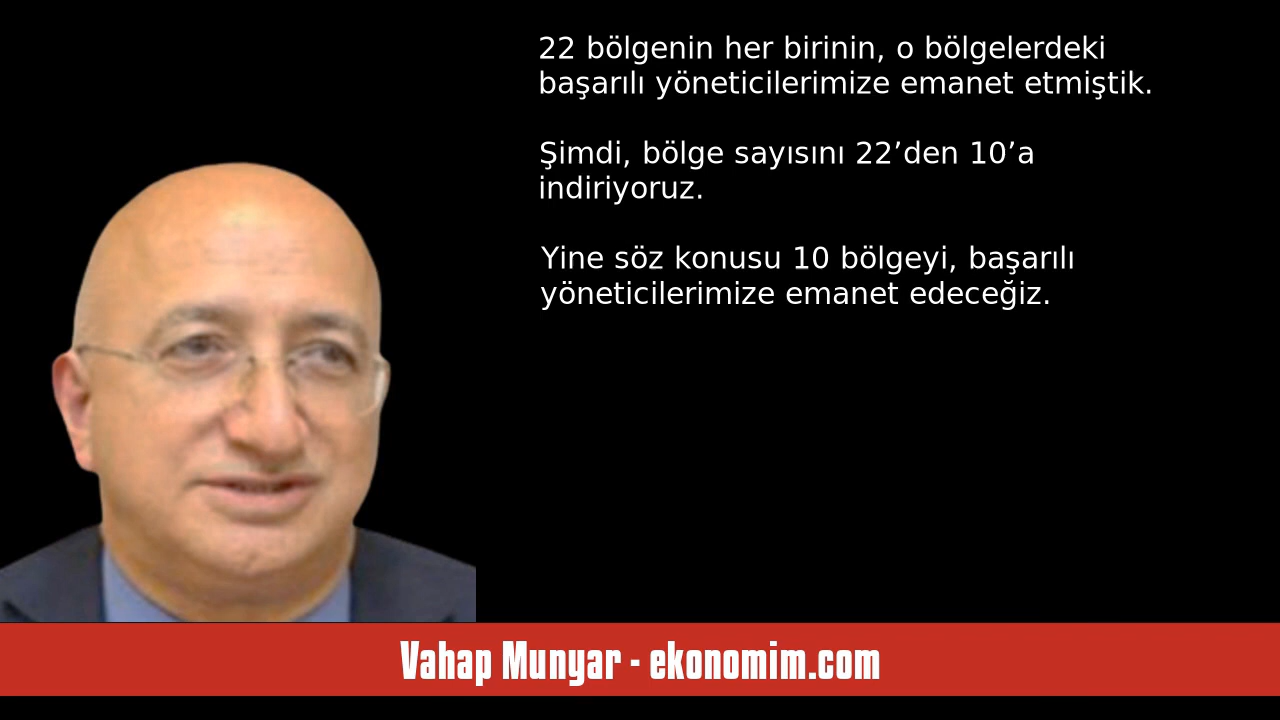 22 bölgenin her birinin, o bölgelerdeki
başarılı yöneticilerimize emanet etmiştik.
Şimdi, bölge sayısını 22’den 10’a
indiriyoruz.
Yine söz konusu 10 bölgeyi, başarılı
yöneticilerimize emanet edeceğiz.
Vahap Munyar - ekonomim.com